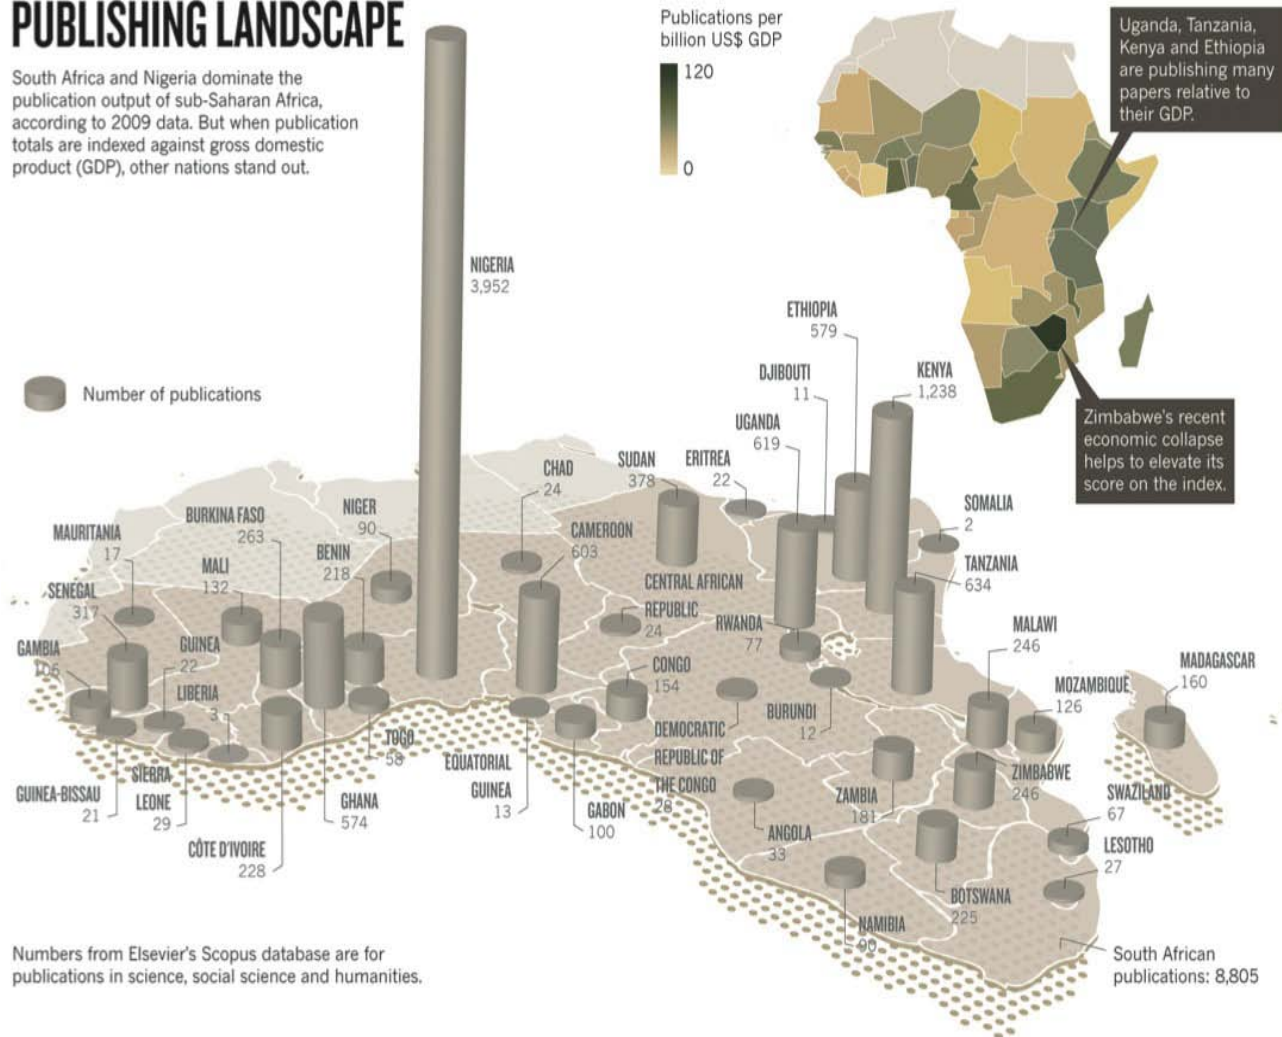 PUBLISHING LANDSCAPE
South Africa and Nigeria dominate the
publication output of sub-Saharan Africa,
according to 2009 data. But when publication
totals are indexed against gross domestic
product (GDP), other nations stand out.
Publications per
billion US$ GDP
120
0
Uganda, Tanzania,
Kenya and Ethiopia
are publishing many
papers relative to
their GDP.
Zimbabwe's recent
economic collapse
helps to elevate its
score on the index.
Number of publications
NIGERIA
3,952
ETHIOPIA
579
DJIBOUTI
11
KENYA
1,238
UGANDA
619
CHAD
24
SUDAN
378
ERITREA
22
SOMALIA
2
MAURITANIA
17
BURKINA FASO
263
NIGER
90
CAMEROON
603
MALI
132
BENIN
218
TANZANIA
634
SENEGAL
317
CENTRAL AFRICAN
REPUBLIC
24
RWANDA
77
GAMBIA
106
GUINEA
22
MALAWI
246
LIBERIA
3
CONGO
154
MADAGASCAR
160
MOZAMBIQUE
126
BURUNDI
12
DEMOCRATIC
REPUBLIC OF
THE CONGO
28
TOGO
58
EQUATORIAL
GUINEA
13
GUINEA-BISSAU
21
SIERRA
LEONE
29
GHANA
574
GABON
100
ZAMBIA
181
ZIMBABWE
246
SWAZILAND
67
CÔTE D'IVOIRE
228
ANGOLA
33
LESOTHO
27
BOTSWANA
225
NAMIBIA
90
South African
publications: 8,805
Numbers from Elsevier's Scopus database are for
publications in science, social science and humanities.